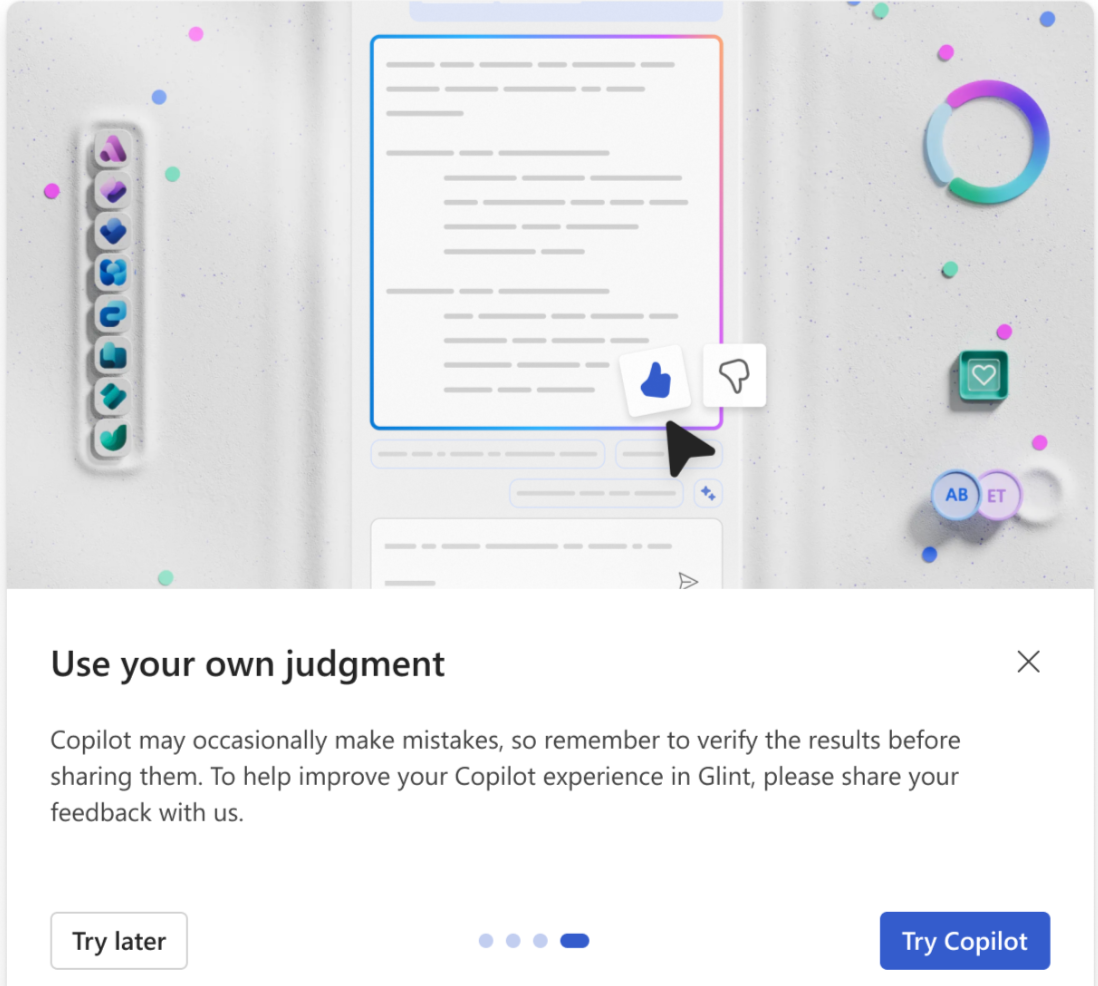 AB
ET
Use your own judgment
Copilot may occasionally make mistakes, so remember to verify the results before
sharing them. To help improve your Copilot experience in Glint, please share your
feedback with us.
Try later
Try Copilot